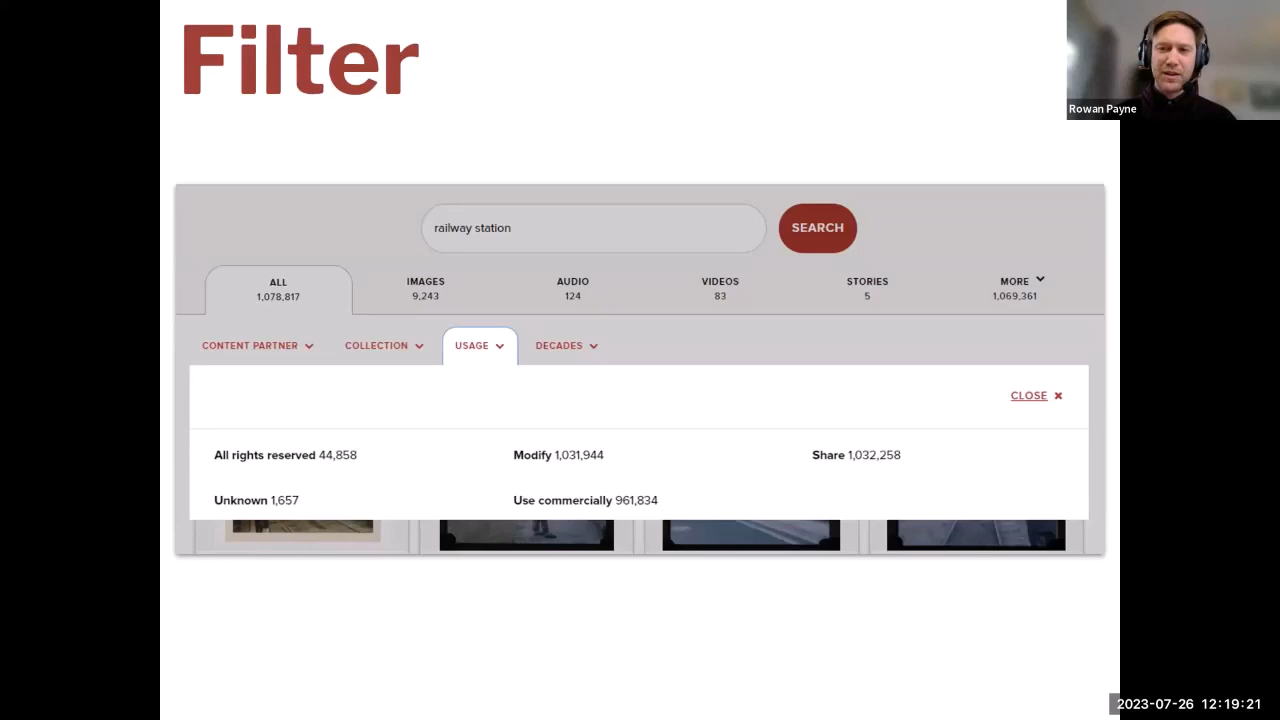 Filter
Rowan Payne
railway station
SEARCH
ALL
1,078,817
IMAGES
9,243
AUDIO
124
VIDEOS
83
STORIES
5
MORE
1,069,361
CONTENT PARTNER
COLLECTION
USAGE
DECADES
CLOSE ✖
All rights reserved 44,858
Modify 1,031,944
Share 1,032,258
Unknown 1,657
Use commercially 961,834
2023-07-26 12:19:21